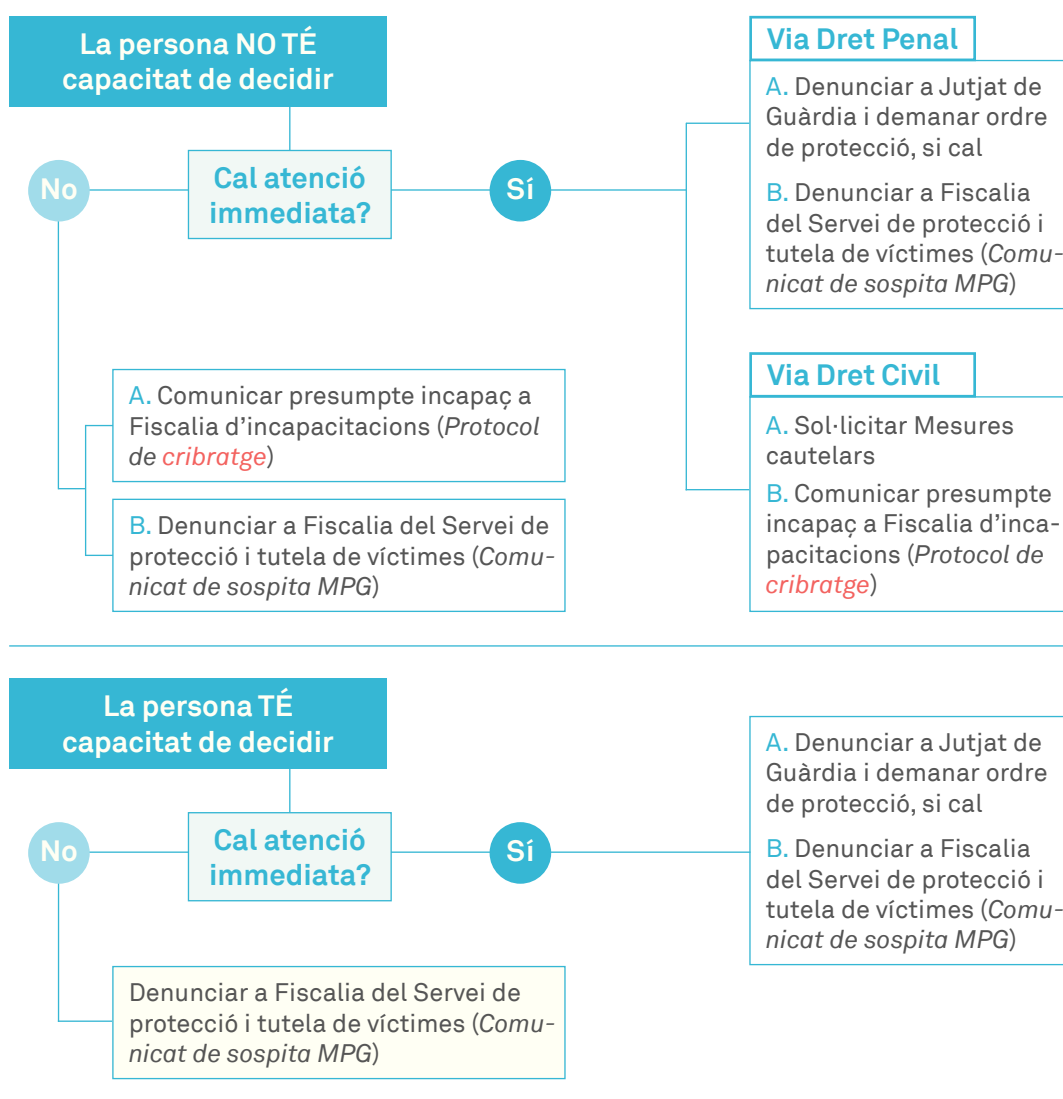 La persona NO TÉ
capacitat de decidir
No
Cal atenció
immediata?
Sí
Via Dret Penal
A. Denunciar a Jutjat de
Guàrdia i demanar ordre
de protecció, si cal
B. Denunciar a Fiscalia
del Servei de protecció i
tutela de víctimes (Comu-
nicat de sospita MPG)
Via Dret Civil
A. Sol·licitar Mesures
cautelars
B. Comunicar presumpte
incapaç a Fiscalia d’inca-
pacitacions (Protocol de
cribratge)
A. Comunicar presumpte incapaç a
Fiscalia d’incapacitacions (Protocol
de cribratge)
B. Denunciar a Fiscalia del Servei de
protecció i tutela de víctimes (Comu-
nicat de sospita MPG)
La persona TÉ
capacitat de decidir
No
Cal atenció
immediata?
Sí
A. Denunciar a Jutjat de
Guàrdia i demanar ordre
de protecció, si cal
B. Denunciar a Fiscalia
del Servei de protecció i
tutela de víctimes (Comu-
nicat de sospita MPG)
Denunciar a Fiscalia del Servei de
protecció i tutela de víctimes (Comu-
nicat de sospita MPG)